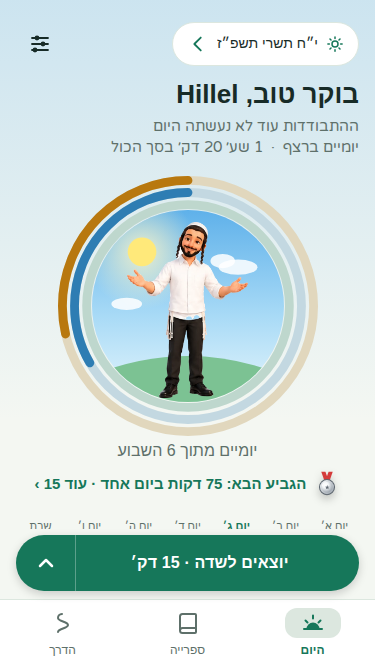 י״ח תשרי תשפ״ז
בוקר טוב, Hillel
ההתבודדות עוד לא נעשתה היום
יומיים ברצף · 1 שע׳ 20 דק׳ בסך הכול
יומיים מתוך 6 השבוע
הגביע הבא: 75 דקות ביום אחד · עוד 15 ›
יום א׳ יום ב׳ יום ג׳ יום ד׳ יום ה׳ יום ו׳ שרת
יוצאים לשדה · 15 דק׳
היום ספרייה הדרך